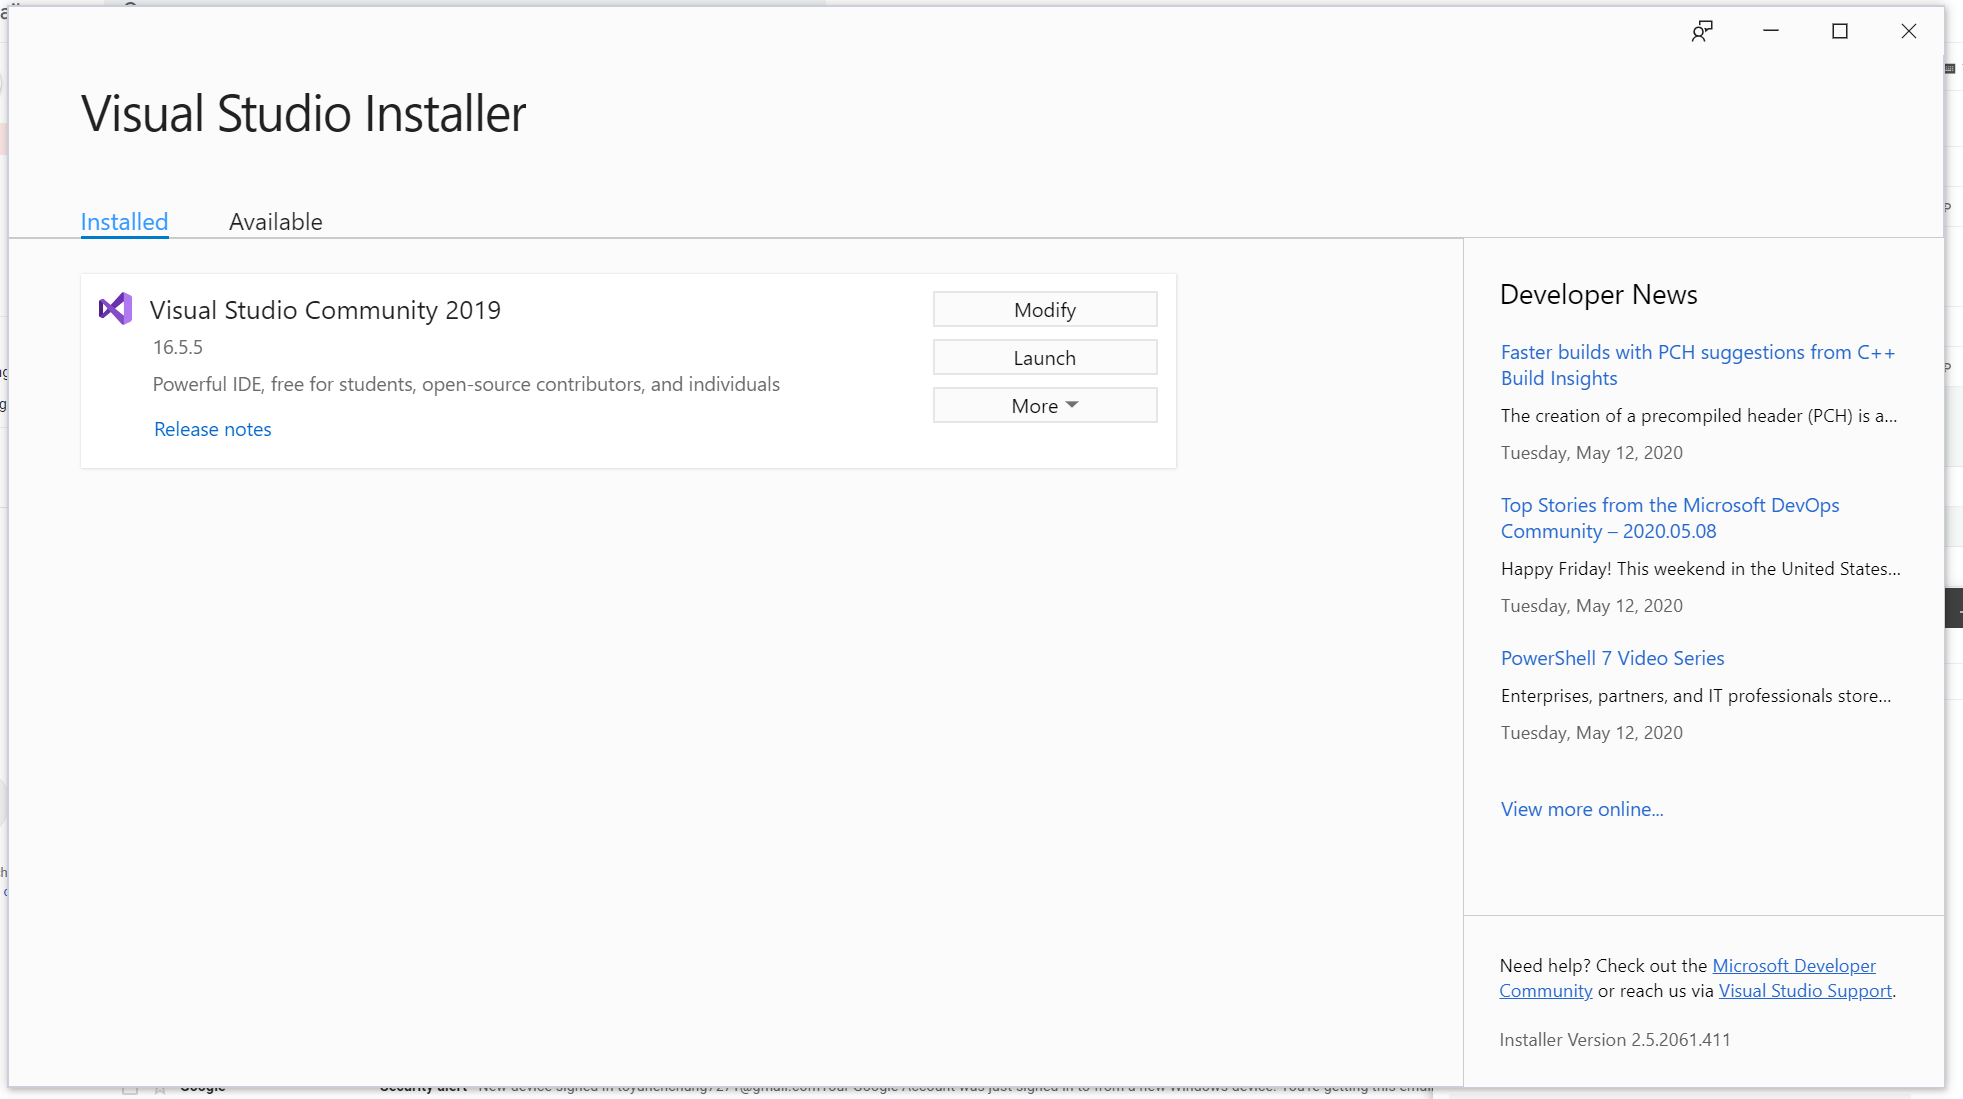 Visual Studio Installer
Installed
Available
Visual Studio Community 2019
16.5.5
Powerful IDE, free for students, open-source contributors, and individuals
Release notes
Modify
Launch
More
Developer News
Faster builds with PCH suggestions from C++
Build Insights
The creation of a precompiled header (PCH) is a...
Tuesday, May 12, 2020
Top Stories from the Microsoft DevOps
Community – 2020.05.08
Happy Friday! This weekend in the United States...
Tuesday, May 12, 2020
PowerShell 7 Video Series
Enterprises, partners, and IT professionals store...
Tuesday, May 12, 2020
View more online...
Need help? Check out the Microsoft Developer
Community or reach us via Visual Studio Support.
Installer Version 2.5.2061.411